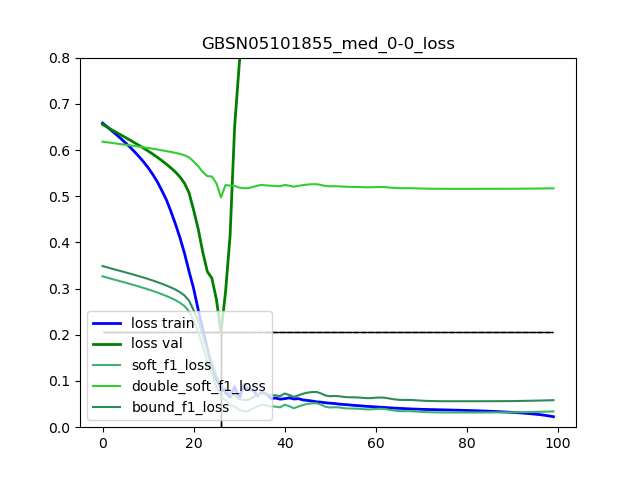 GBSN05101855_med_0-0_loss
0.8
0.7
0.6
0.5
0.4
0.3
0.2
0.1
0.0
loss train
loss val
soft_f1_loss
double_soft_f1_loss
bound_f1_loss
0 20 40 60 80 100